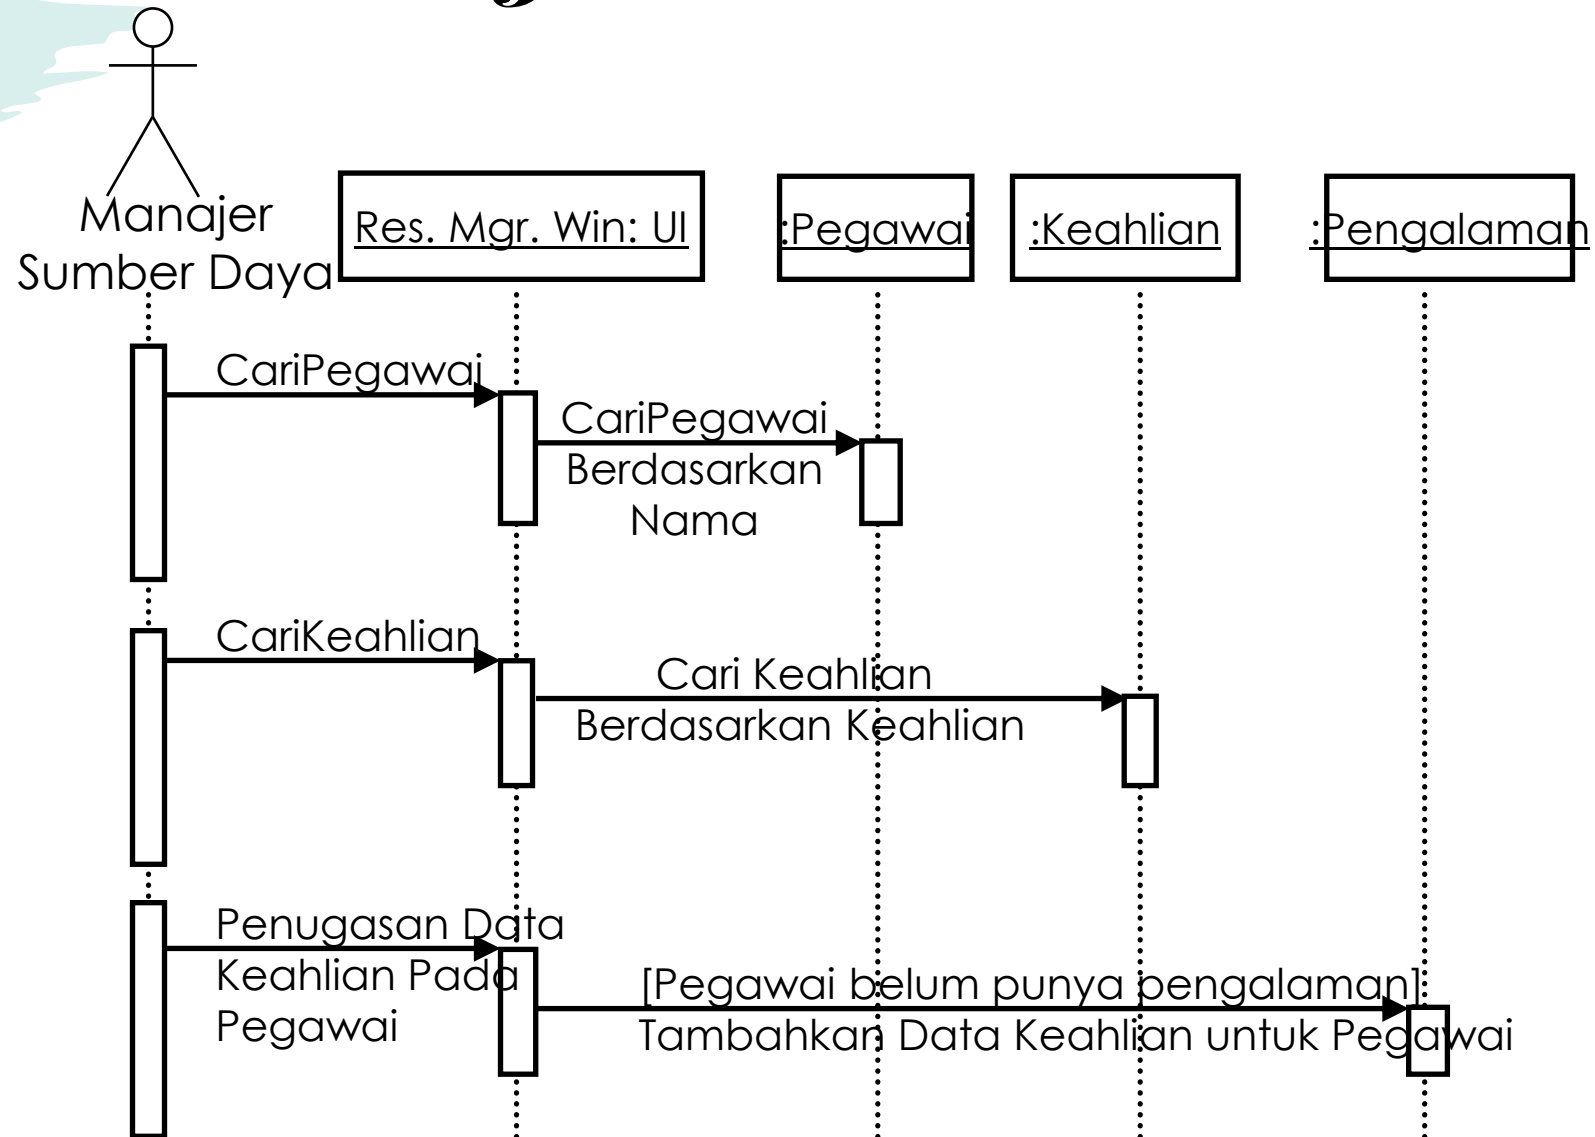 Manajer
Sumber Daya
Res. Mgr. Win: UI
:Pegawai
:Keahlian
:Pengalaman
CariPegawai
CariPegawai
Berdasarkan
Nama
CariKeahlian
Cari Keahlian
Berdasarkan Keahlian
Penugasan Data
Keahlian Pada
Pegawai
[Pegawai belum punya pengalaman]
Tambahkan Data Keahlian untuk Pegawai